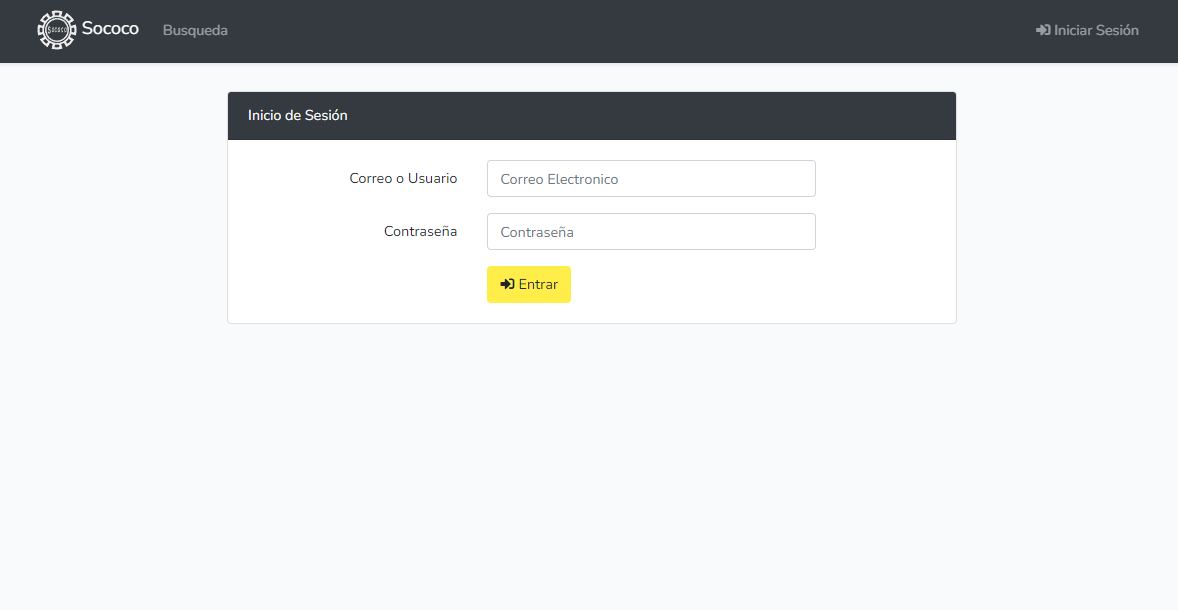 Sococo
Sococo Busqueda Iniciar Sesión
Inicio de Sesión
Correo o Usuario Correo Electronico
Contraseña Contraseña
Entrar